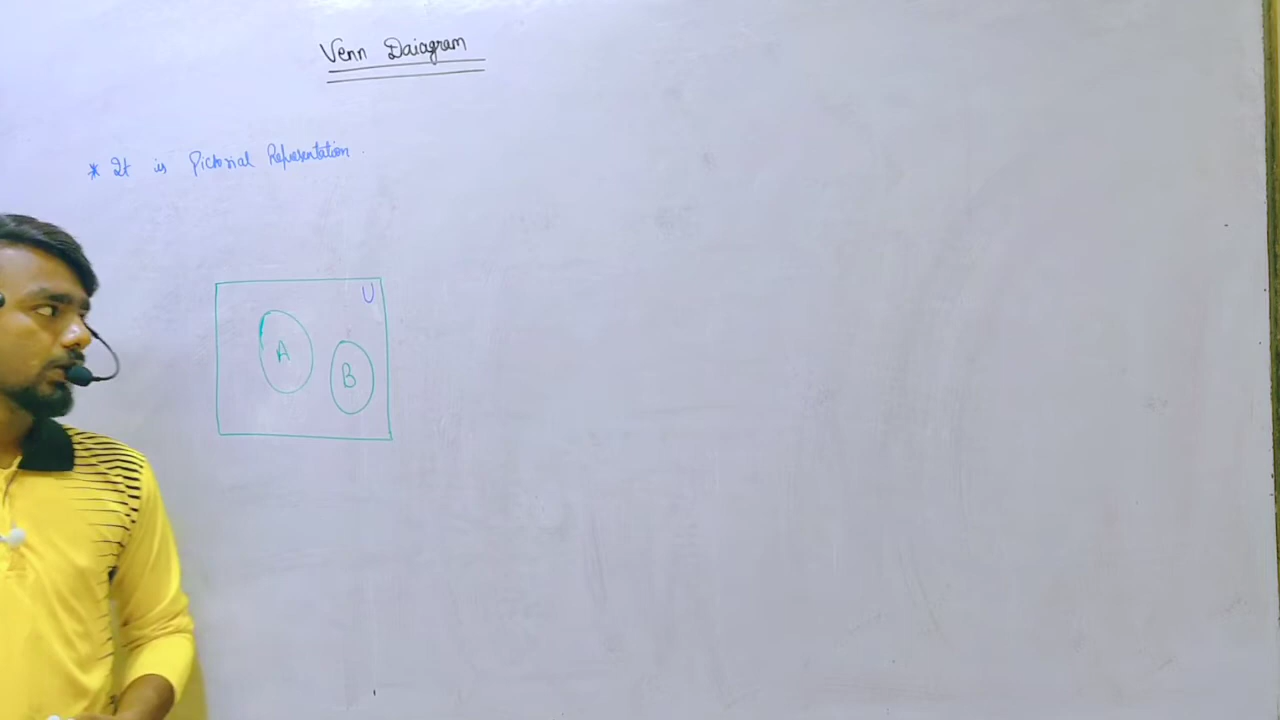 Venn Daiagram
* It is Pictorial Representation.
U
A
B